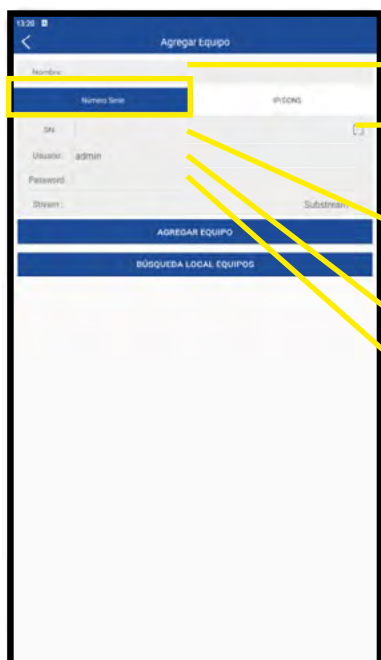 13:20
Agregar Equipo
Nombre:
Número Serie
IP/DDNS
SN:
Usuario: admin
Password:
Stream: Substream
AGREGAR EQUIPO
BÚSQUEDA LOCAL EQUIPOS